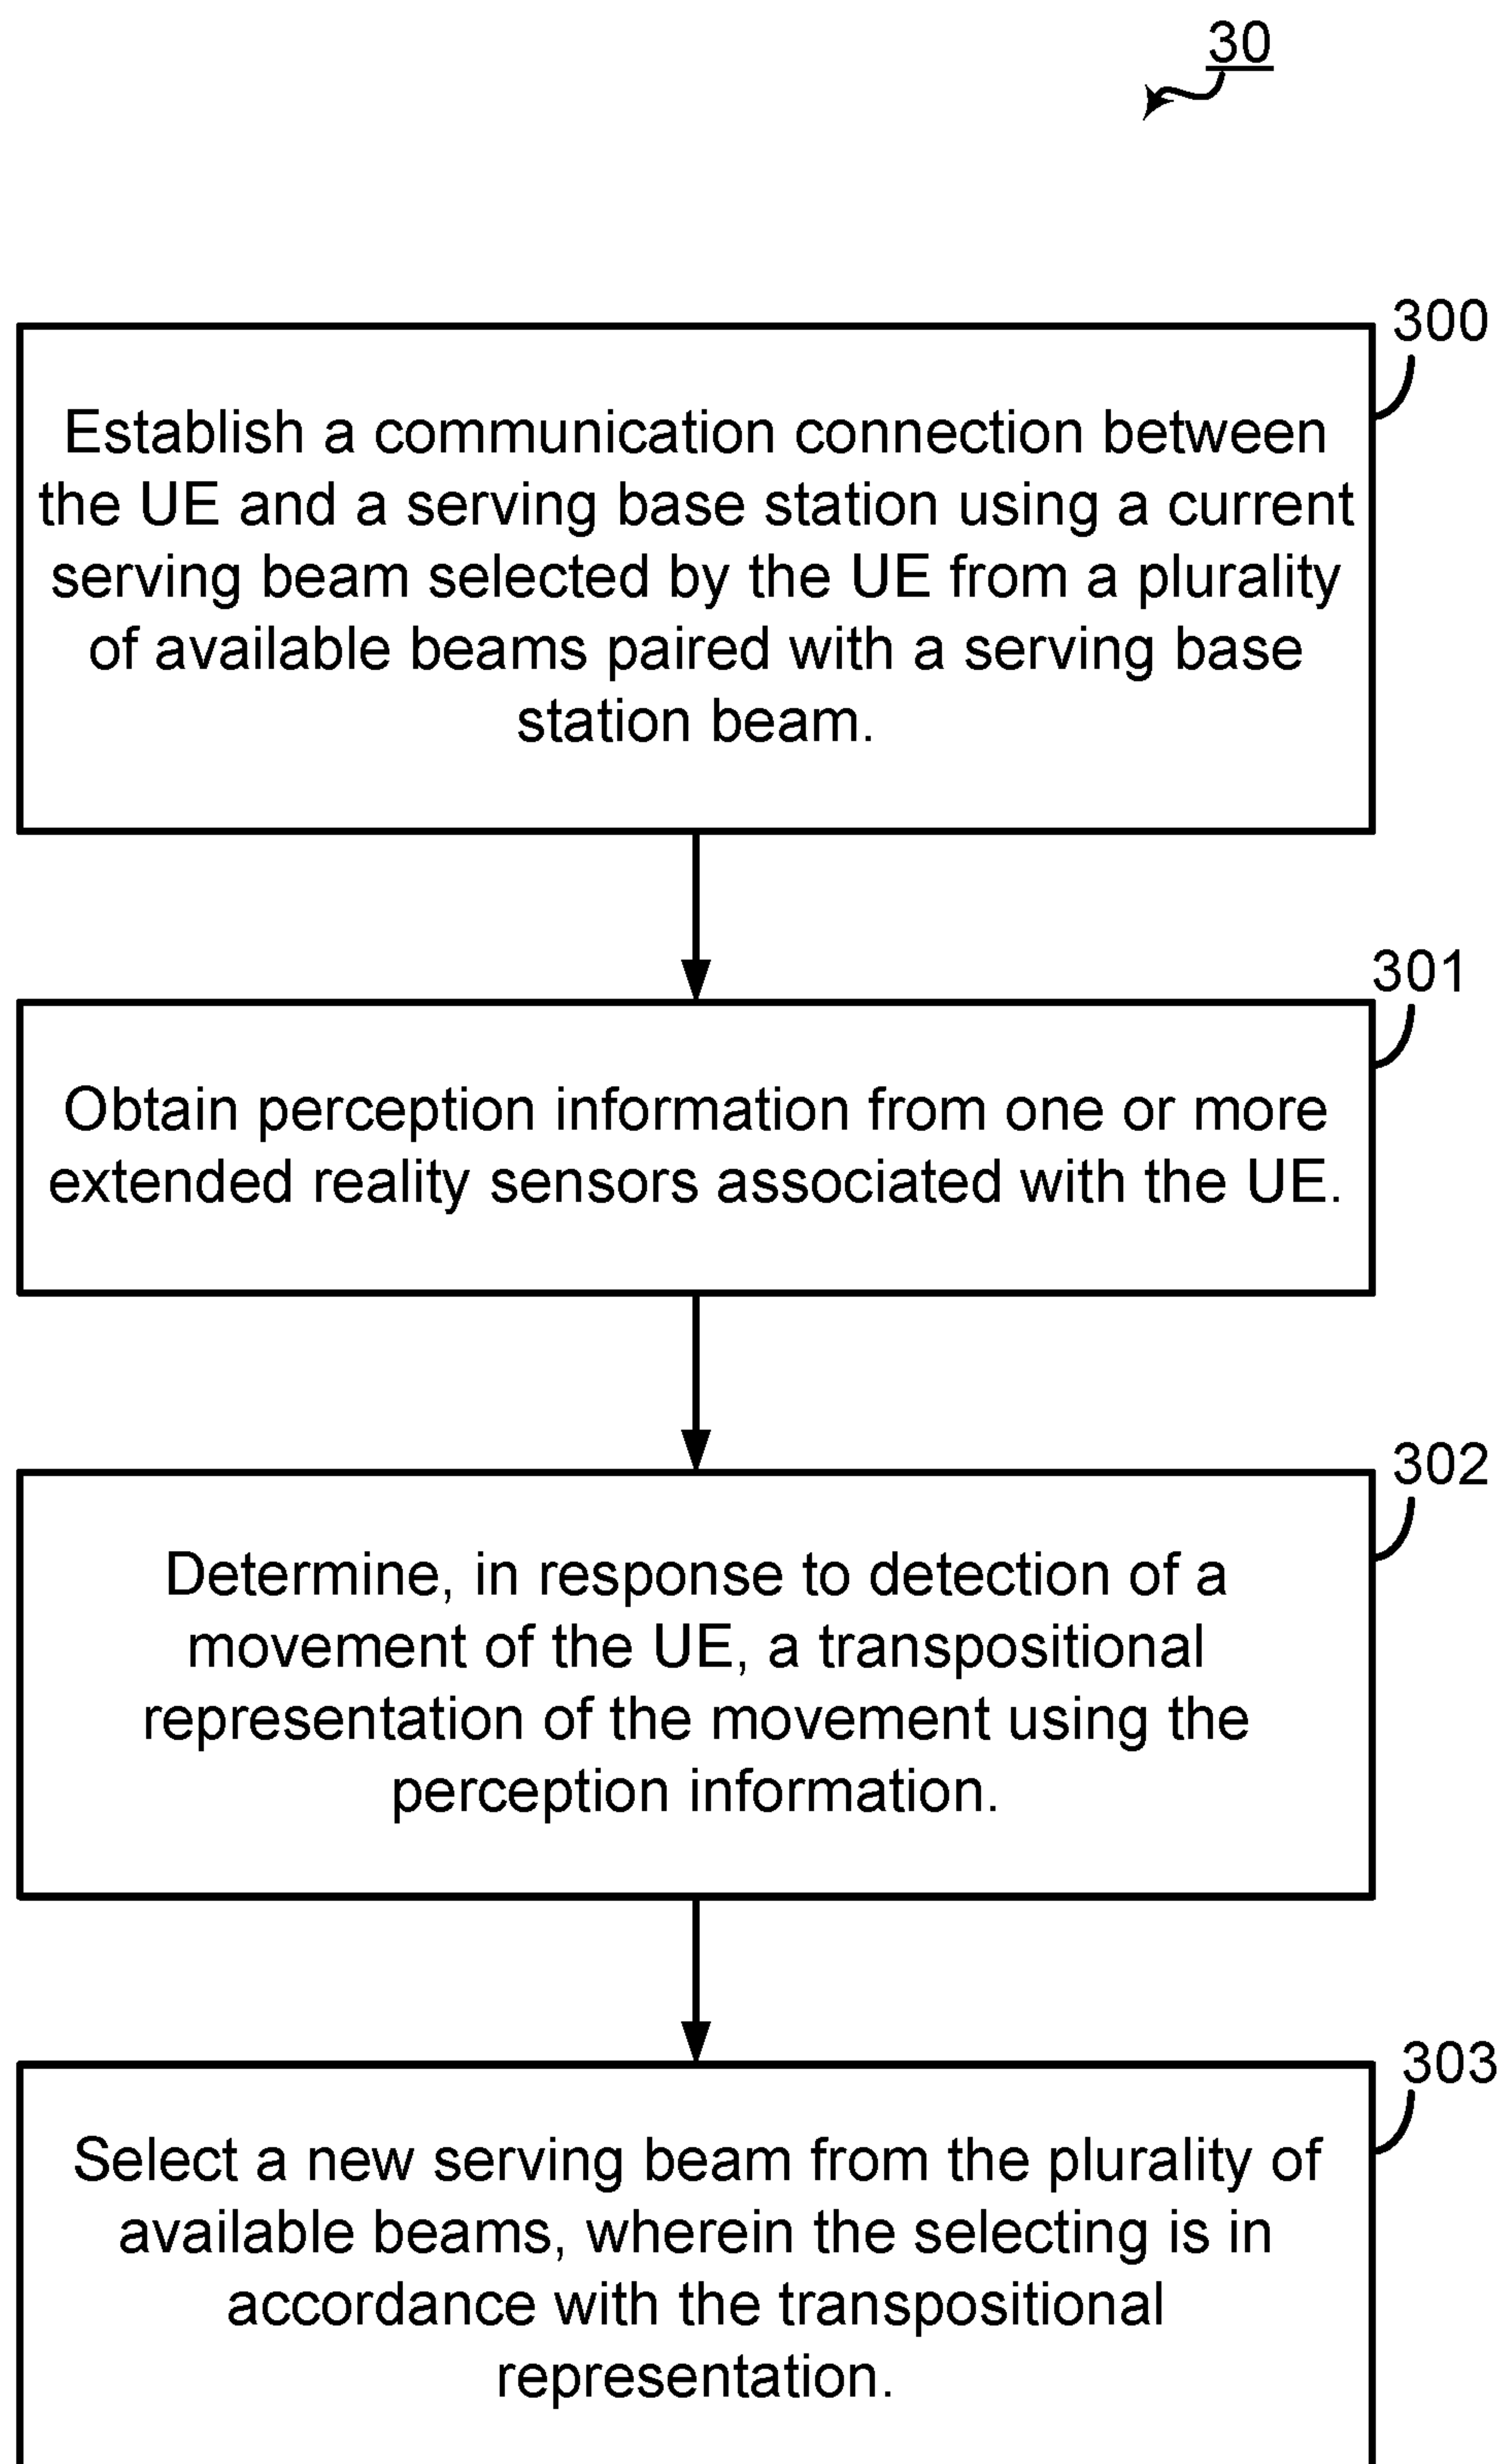 30
300
Establish a communication connection between
the UE and a serving base station using a current
serving beam selected by the UE from a plurality
of available beams paired with a serving base
station beam.
301
Obtain perception information from one or more
extended reality sensors associated with the UE.
302
Determine, in response to detection of a
movement of the UE, a transpositional
representation of the movement using the
perception information.
303
Select a new serving beam from the plurality of
available beams, wherein the selecting is in
accordance with the transpositional
representation.